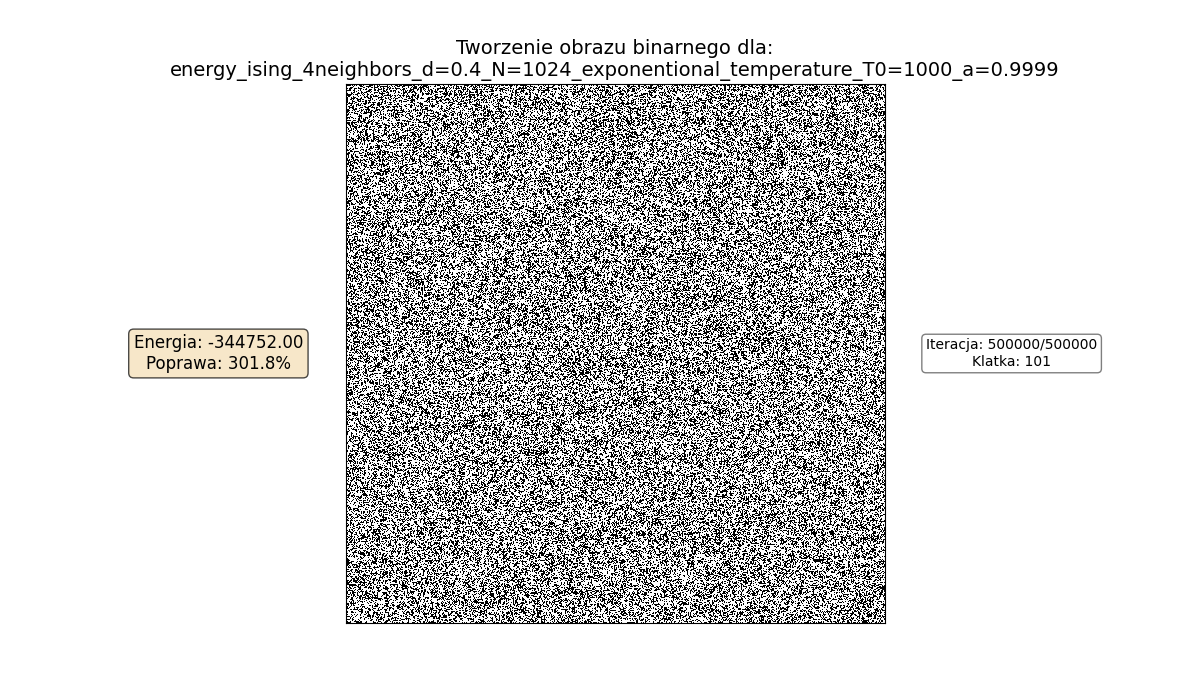 Tworzenie obrazu binarnego dla:
energy_ising_4neighbors_d=0.4_N=1024_exponentional_temperature_T0=1000_a=0.9999
Energia: -344752.00
Poprawa: 301.8%
Iteracja: 500000/500000
Klatka: 101